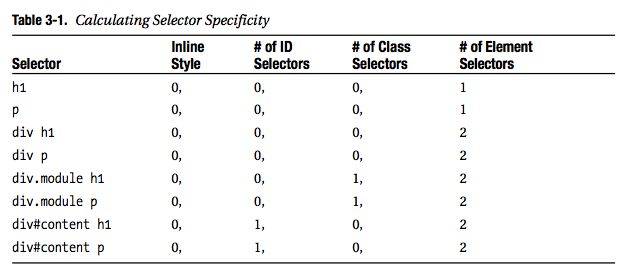 Table 3-1. Calculating Selector Specificity
Inline # of ID # of Class # of Element
Selector Style Selectors Selectors Selectors
h1 0, 0, 0, 1
p 0, 0, 0, 1
div h1 0, 0, 0, 2
div p 0, 0, 0, 2
div.module h1 0, 0, 1, 2
div.module p 0, 0, 1, 2
div#content h1 0, 1, 0, 2
div#content p 0, 1, 0, 2